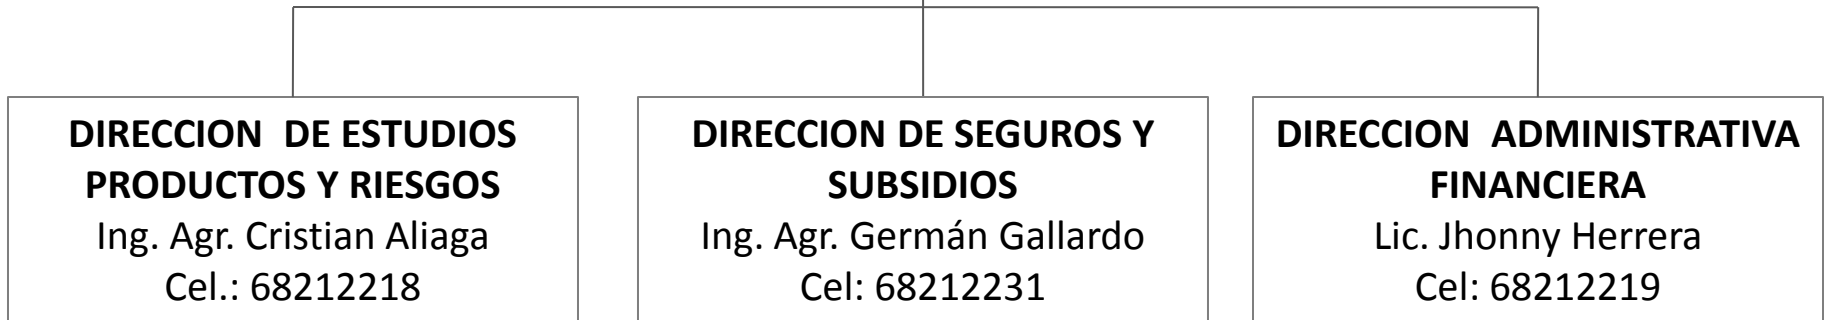 DIRECCION DE ESTUDIOS
PRODUCTOS Y RIESGOS
Ing. Agr. Cristian Aliaga
Cel.: 68212218
DIRECCION DE SEGUROS Y
SUBSIDIOS
Ing. Agr. Germán Gallardo
Cel: 68212231
DIRECCION ADMINISTRATIVA
FINANCIERA
Lic. Jhonny Herrera
Cel: 68212219